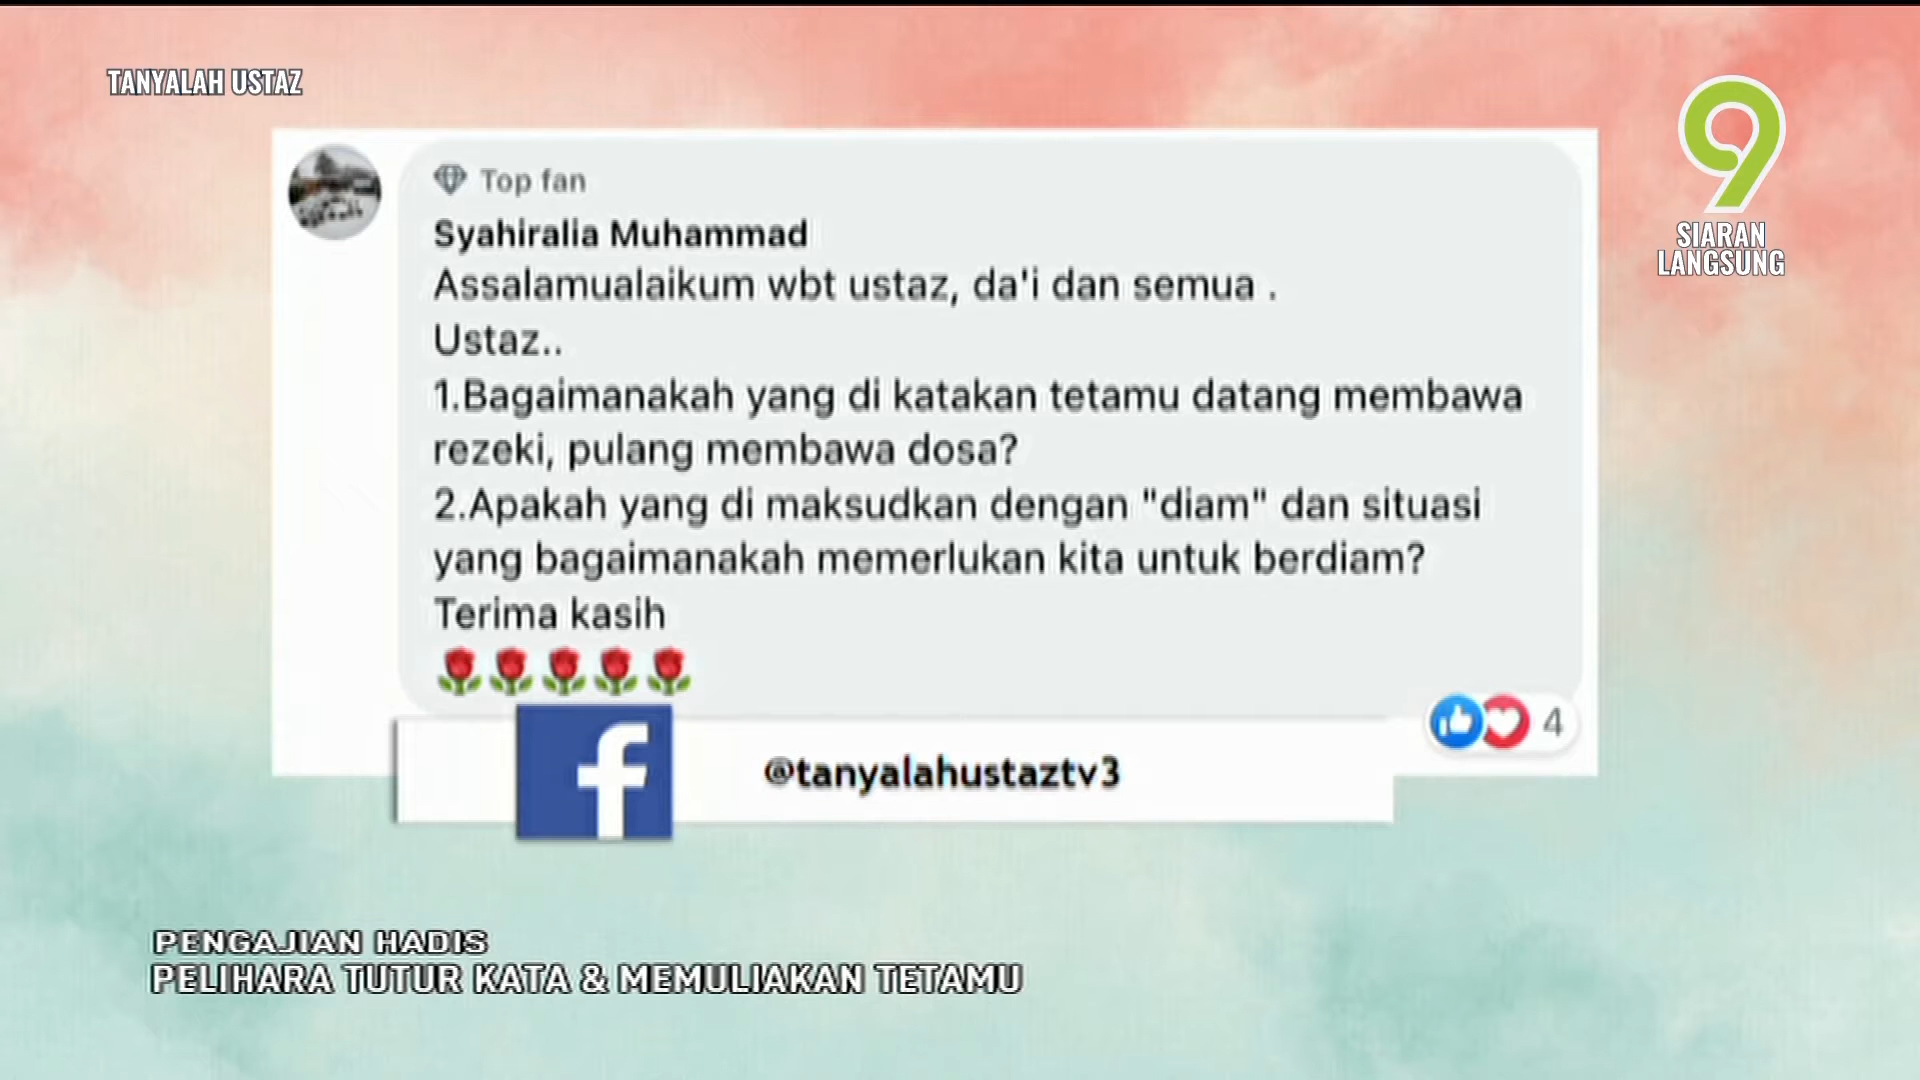 TANYALAH USTAZ
9
SIARAN
LANGSUNG
Top fan
Syahiralia Muhammad
Assalamualaikum wbt ustaz, da'i dan semua .
Ustaz..
1.Bagaimanakah yang di katakan tetamu datang membawa
rezeki, pulang membawa dosa?
2.Apakah yang di maksudkan dengan "diam" dan situasi
yang bagaimanakah memerlukan kita untuk berdiam?
Terima kasih
🌹🌹🌹🌹🌹
4
f
@tanyalahustaztv3
PENGAJIAN HADIS
PELIHARA TUTUR KATA & MEMULIAKAN TETAMU